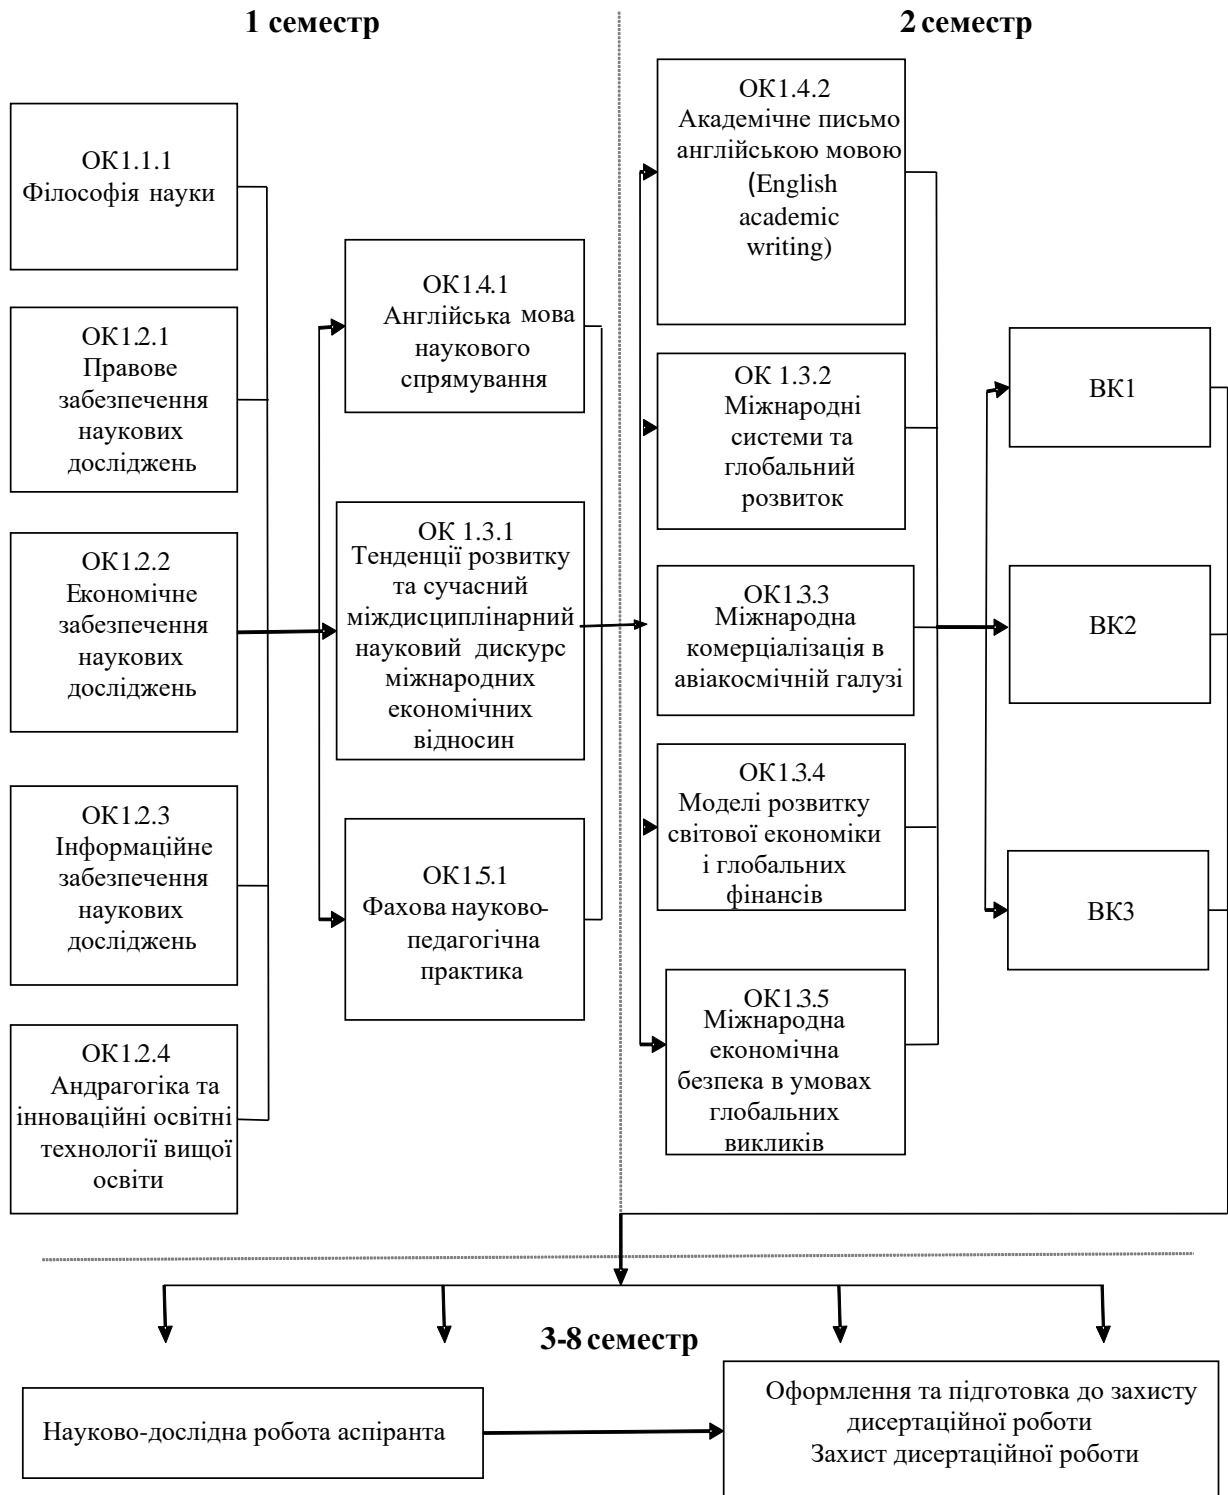 1 семестр
2 семестр
ОК1.1.1
Філософія науки
ОК1.2.1
Правове
забезпечення
наукових
досліджень
ОК1.2.2
Економічне
забезпечення
наукових
досліджень
ОК1.2.3
Інформаційне
забезпечення
наукових
досліджень
ОК1.2.4
Андрагогіка та
інноваційні освітні
технології вищої
освіти
ОК1.4.1
Англійська мова
наукового
спрямування
ОК 1.3.1
Тенденції розвитку
та сучасний
міждисциплінарний
науковий дискурс
міжнародних
економічних
відносин
ОК1.5.1
Фахова науково-
педагогічна
практика
ОК1.4.2
Академічне письмо
англійською мовою
(English
academic
writing)
ОК 1.3.2
Міжнародні
системи та
глобальний
розвиток
ОК1.3.3
Міжнародна
комерціалізація в
авіакосмічній галузі
ОК1.3.4
Моделі розвитку
світової економіки
і глобальних
фінансів
ОК1.3.5
Міжнародна
економічна
безпека в умовах
глобальних
викликів
ВК1
ВК2
ВК3
3-8 семестр
Науково-дослідна робота аспіранта
Оформлення та підготовка до захисту
дисертаційної роботи
Захист дисертаційної роботи